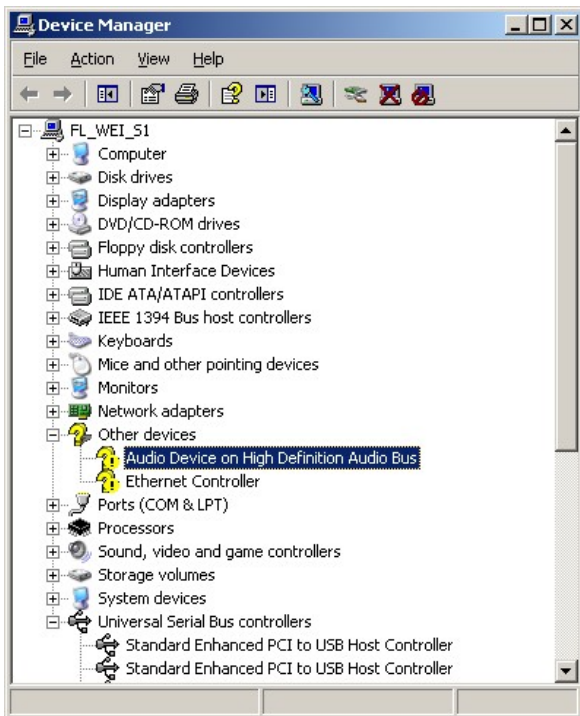 Device Manager
File Action View Help
FL_WEI_S1
Computer
Disk drives
Display adapters
DVD/CD-ROM drives
Floppy disk controllers
Human Interface Devices
IDE ATA/ATAPI controllers
IEEE 1394 Bus host controllers
Keyboards
Mice and other pointing devices
Monitors
Network adapters
Other devices
Audio Device on High Definition Audio Bus
Ethernet Controller
Ports (COM & LPT)
Processors
Sound, video and game controllers
Storage volumes
System devices
Universal Serial Bus controllers
Standard Enhanced PCI to USB Host Controller
Standard Enhanced PCI to USB Host Controller